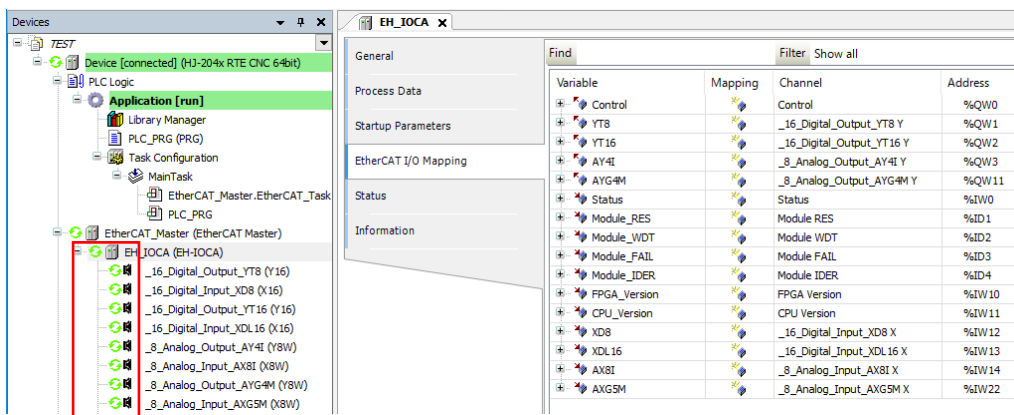 Devices
TEST
Device [connected] (HJ-204x RTE CNC 64bit)
PLC Logic
Application [run]
Library Manager
PLC_PRG (PRG)
Task Configuration
MainTask
EtherCAT_Master.EtherCAT_Task
PLC_PRG
EtherCAT_Master (EtherCAT Master)
EH_IOCA (EH-IOCA)
_16_Digital_Output_YT8 (Y16)
_16_Digital_Input_XD8 (X16)
_16_Digital_Output_YT16 (Y16)
_16_Digital_Input_XDL16 (X16)
_8_Analog_Output_AY4I (Y8W)
_8_Analog_Input_AX8I (X8W)
_8_Analog_Output_AYG4M (Y8W)
_8_Analog_Input_AXG5M (X8W)
EH_IOCA X
General
Process Data
Startup Parameters
EtherCAT I/O Mapping
Status
Information
Find Filter Show all
Variable Mapping Channel Address
Control Control %QW0
YT8 _16_Digital_Output_YT8 Y %QW1
YT16 _16_Digital_Output_YT16 Y %QW2
AY4I _8_Analog_Output_AY4I Y %QW3
AYG4M _8_Analog_Output_AYG4M Y %QW11
Status Status %IW0
Module_RES Module RES %ID1
Module_WDT Module WDT %ID2
Module_FAIL Module FAIL %ID3
Module_IDER Module IDER %ID4
FPGA_Version FPGA Version %IW10
CPU_Version CPU Version %IW11
XD8 _16_Digital_Input_XD8 X %IW12
XDL16 _16_Digital_Input_XDL16 X %IW13
AX8I _8_Analog_Input_AX8I X %IW14
AXG5M _8_Analog_Input_AXG5M X %IW22